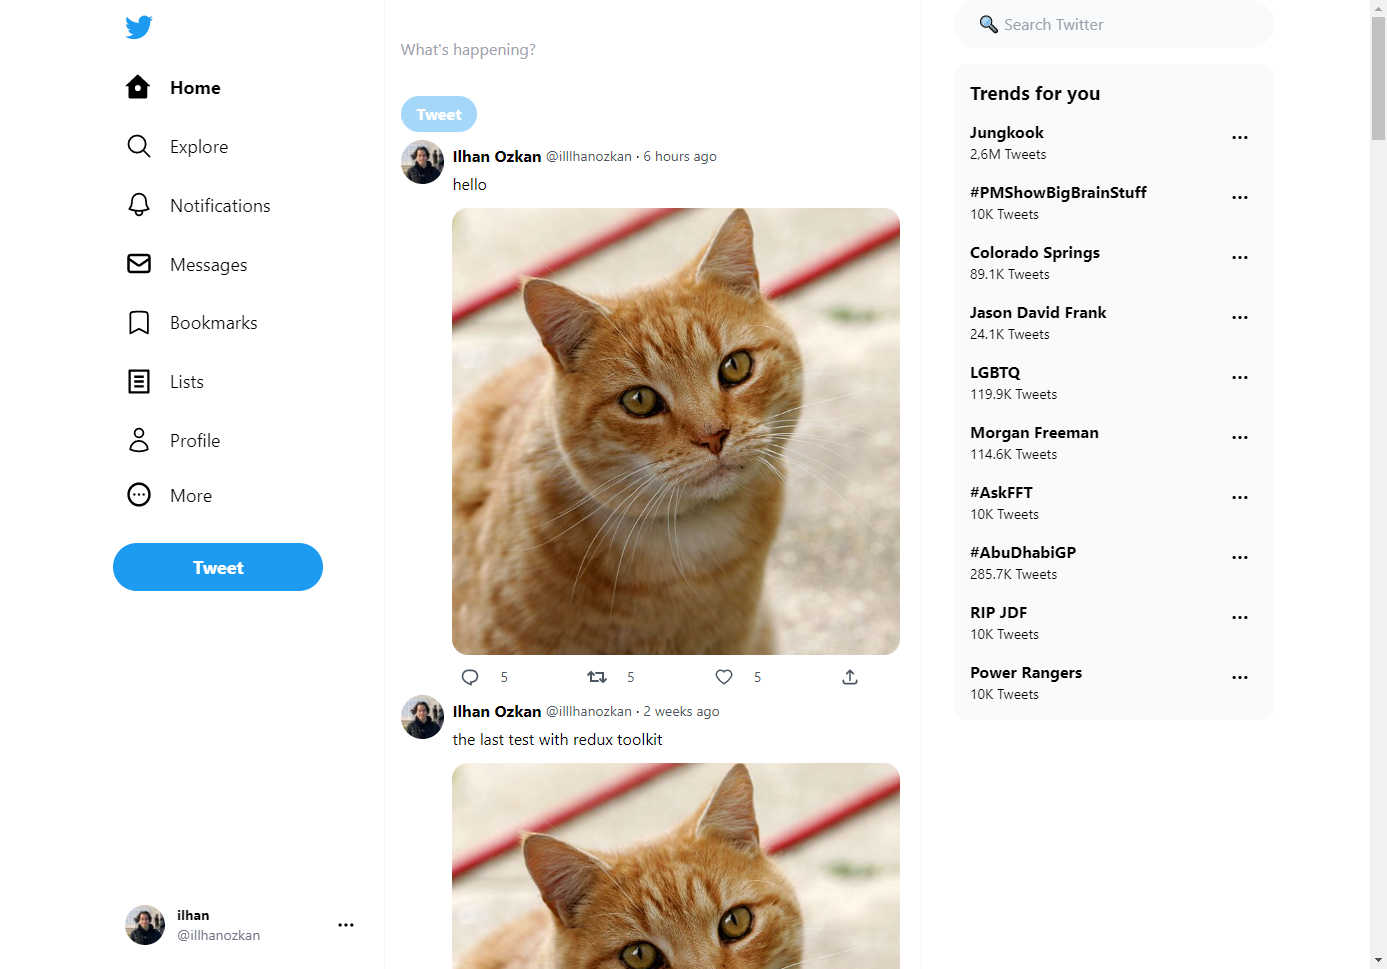 Home
Explore
Notifications
Messages
Bookmarks
Lists
Profile
More
Tweet
ilhan
@illhanozkan
What's happening?
Tweet
Ilhan Ozkan @illlhanozkan · 6 hours ago
hello
5 5 5
Ilhan Ozkan @illlhanozkan · 2 weeks ago
the last test with redux toolkit
Search Twitter
Trends for you
Jungkook
2,6M Tweets
#PMShowBigBrainStuff
10K Tweets
Colorado Springs
89.1K Tweets
Jason David Frank
24.1K Tweets
LGBTQ
119.9K Tweets
Morgan Freeman
114.6K Tweets
#AskFFT
10K Tweets
#AbuDhabiGP
285.7K Tweets
RIP JDF
10K Tweets
Power Rangers
10K Tweets